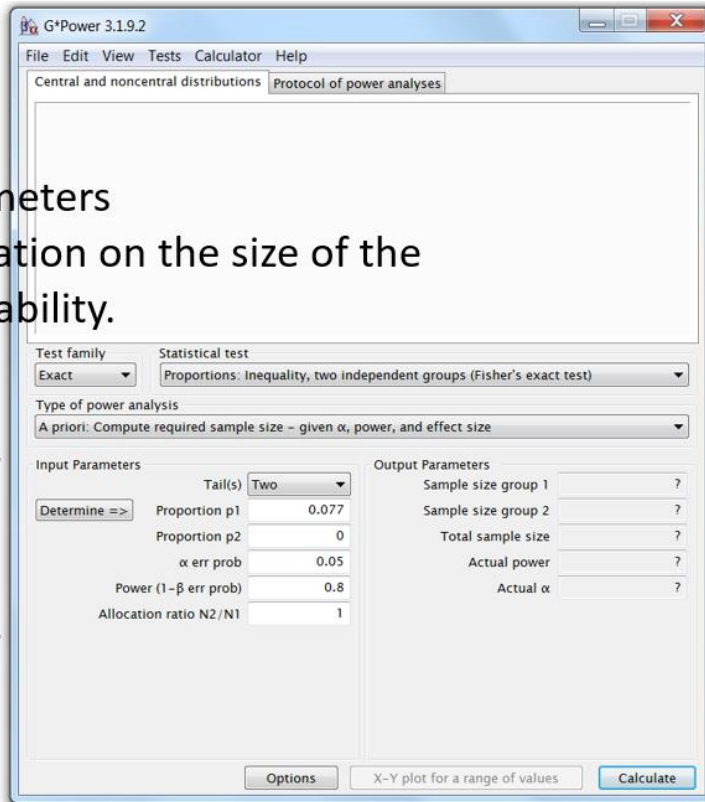 G*Power 3.1.9.2
File Edit View Tests Calculator Help
Central and noncentral distributions Protocol of power analyses
ation on the size of the
ability.
Test family Statistical test
Exact Proportions: Inequality, two independent groups (Fisher's exact test)
Type of power analysis
A priori: Compute required sample size – given α, power, and effect size
Input Parameters Output Parameters
Tail(s) Two Sample size group 1 ?
Determine => Proportion p1 0.077 Sample size group 2 ?
Proportion p2 0 Total sample size ?
α err prob 0.05 Actual power ?
Power (1-β err prob) 0.8 Actual α ?
Allocation ratio N2/N1 1
Options X-Y plot for a range of values Calculate